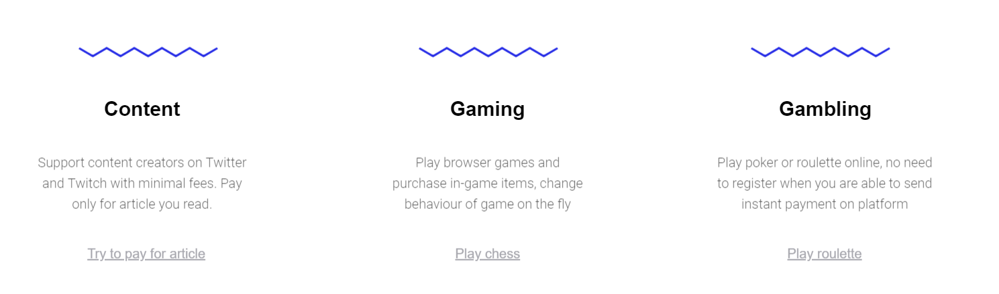 Content
Support content creators on Twitter
and Twitch with minimal fees. Pay
only for article you read.
Try to pay for article
Gaming
Play browser games and
purchase in-game items, change
behaviour of game on the fly
Play chess
Gambling
Play poker or roulette online, no need
to register when you are able to send
instant payment on platform
Play roulette